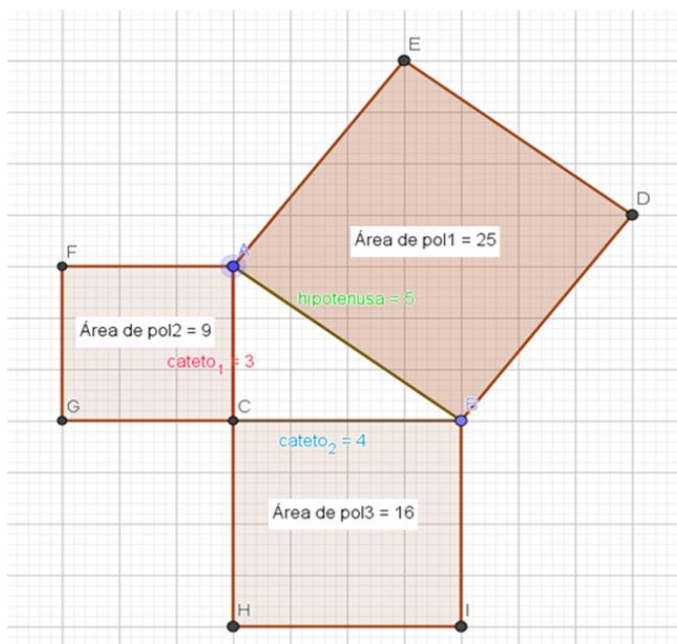 E
D
Área de pol1 = 25
F
A
hipotenusa = 5
Área de pol2 = 9
cateto₁ = 3
G
C
B
cateto₂ = 4
Área de pol3 = 16
H
I